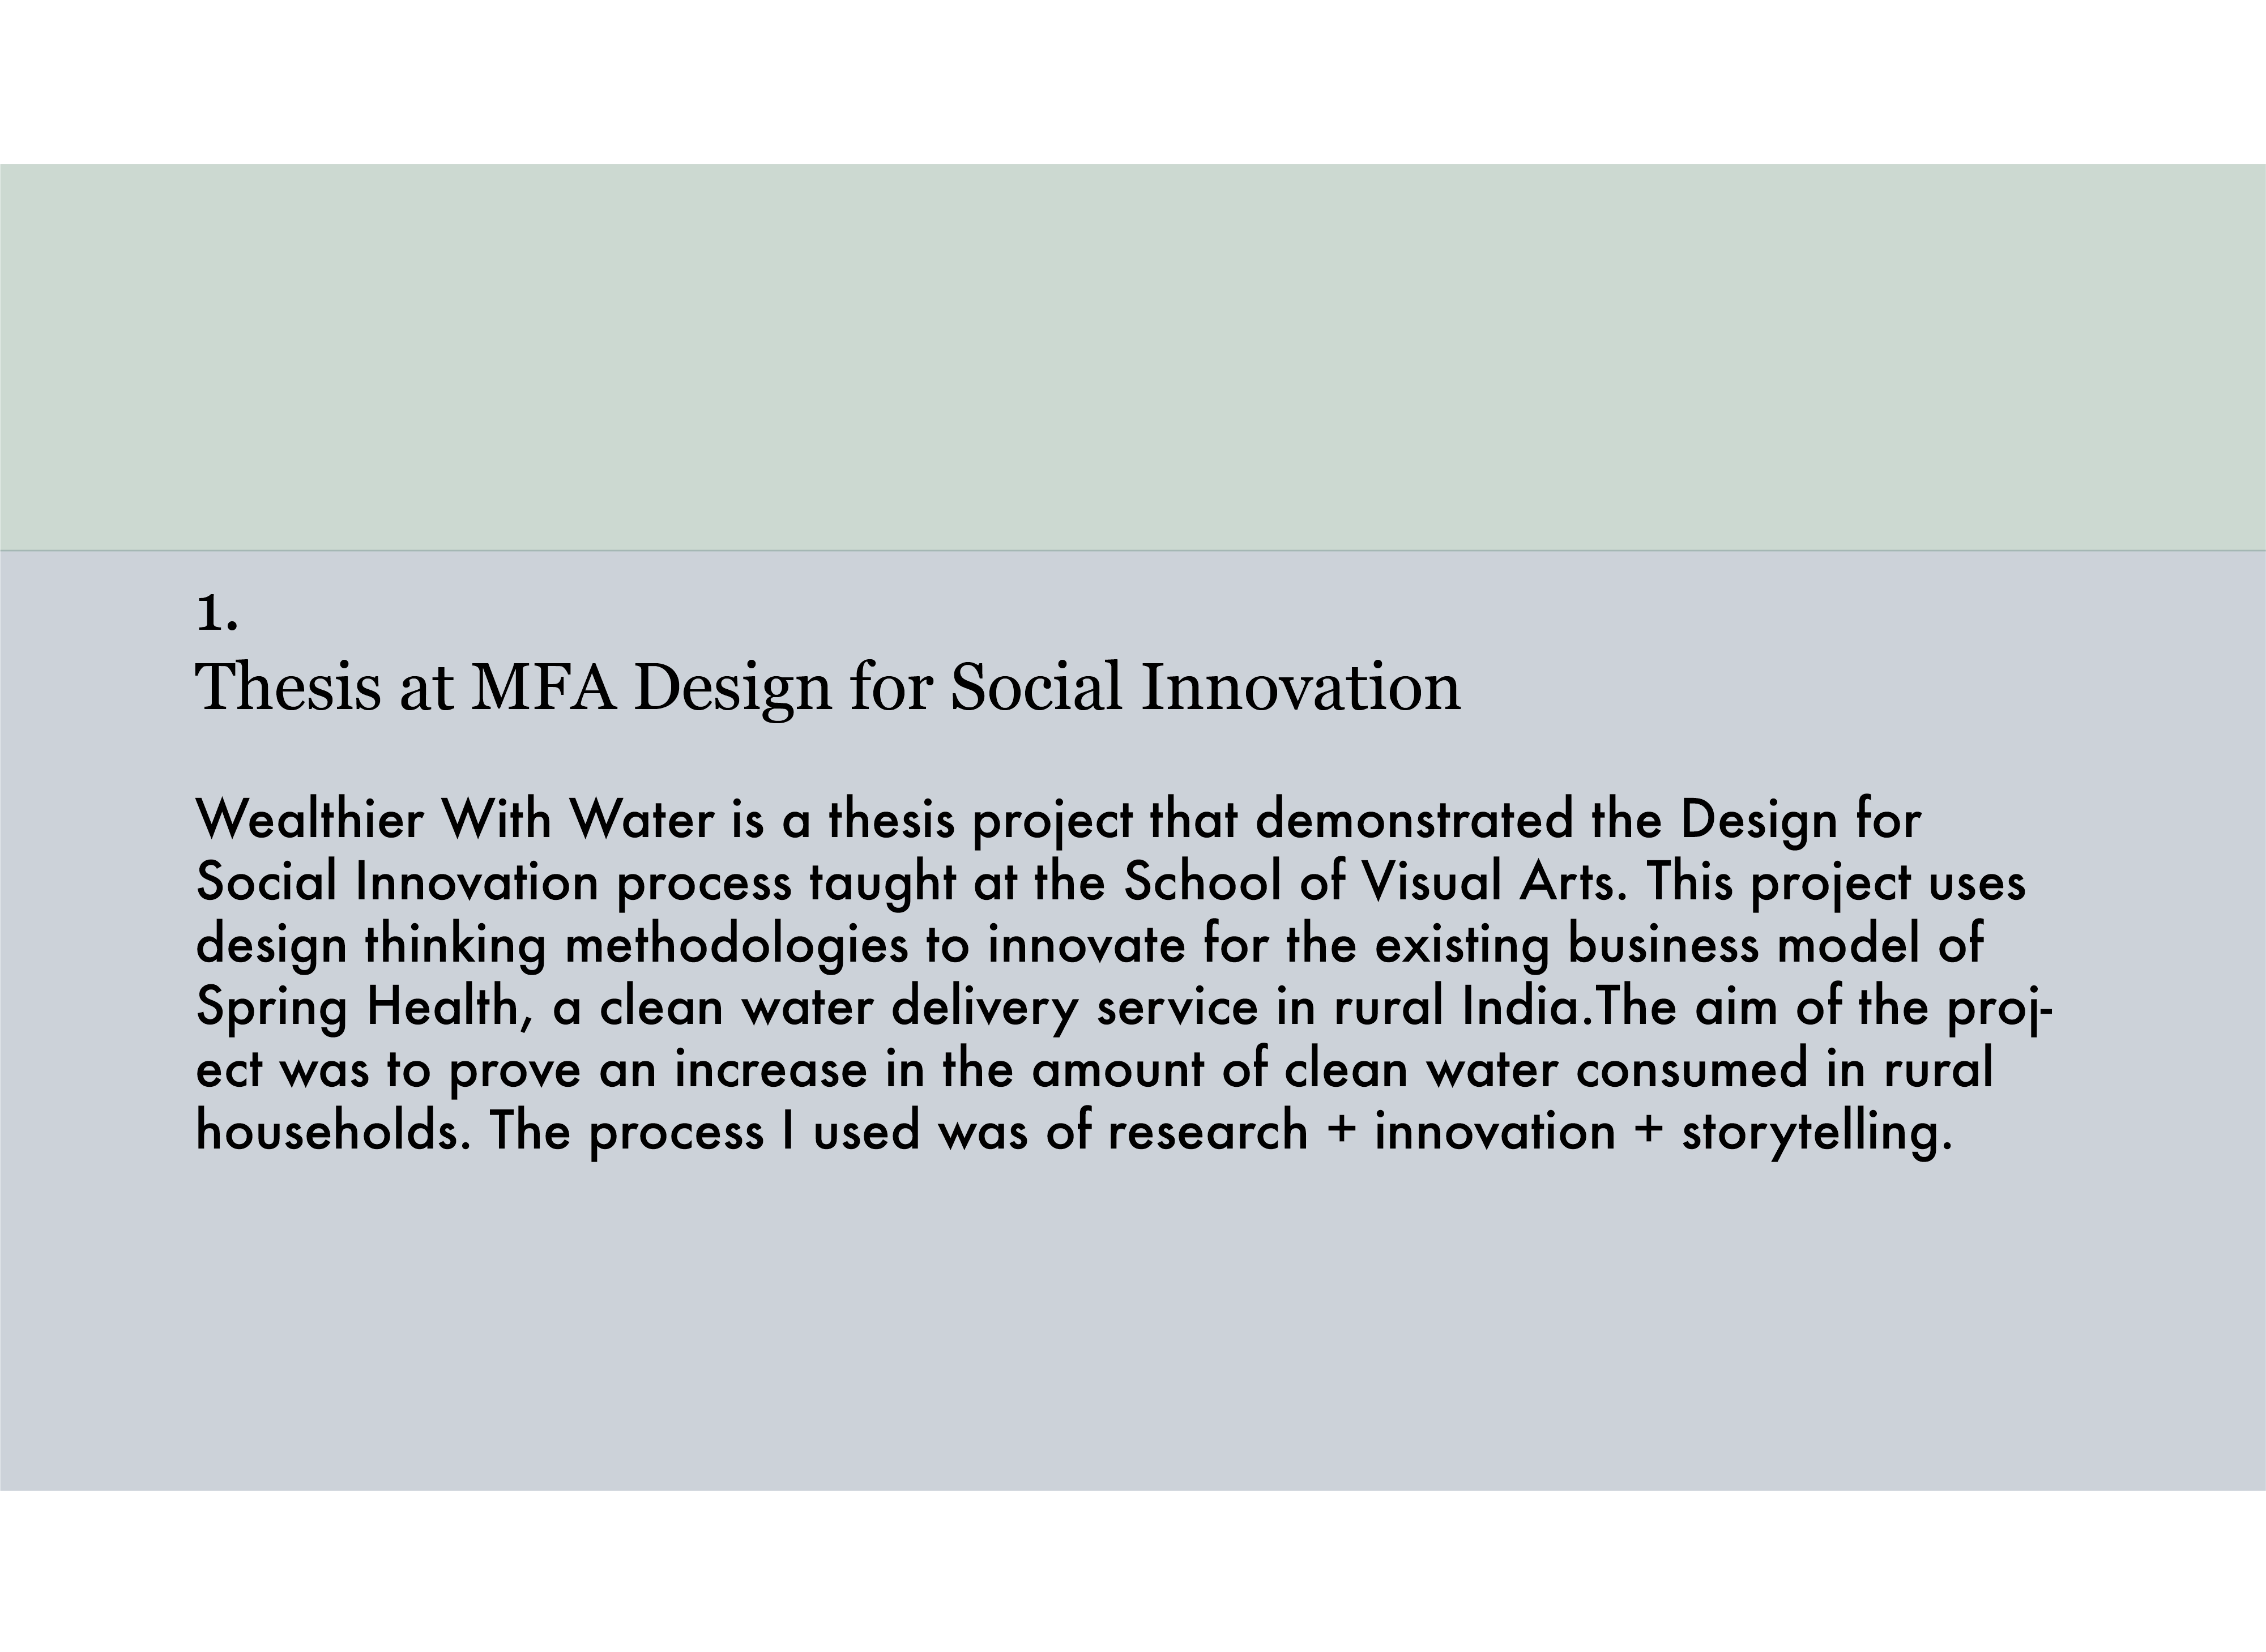 1.
Thesis at MFA Design for Social Innovation
Wealthier With Water is a thesis project that demonstrated the Design for
Social Innovation process taught at the School of Visual Arts. This project uses
design thinking methodologies to innovate for the existing business model of
Spring Health, a clean water delivery service in rural India.The aim of the proj-
ect was to prove an increase in the amount of clean water consumed in rural
households. The process I used was of research + innovation + storytelling.